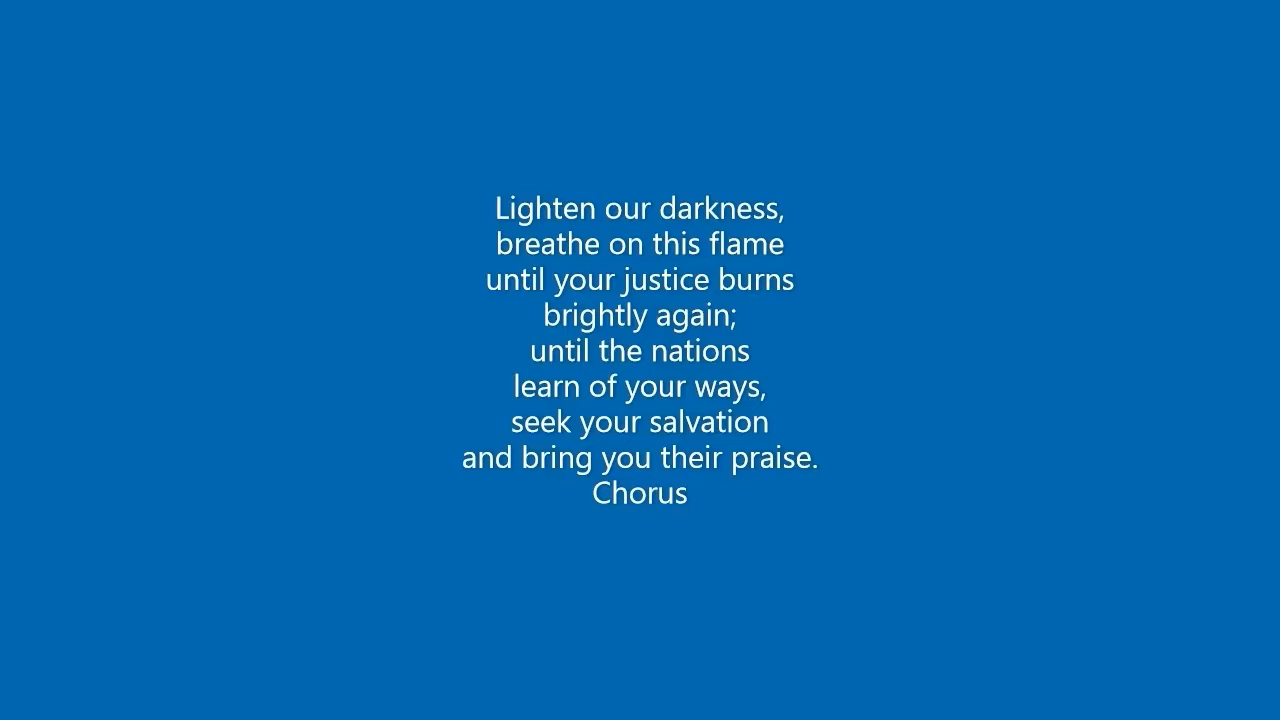 Lighten our darkness,
breathe on this flame
until your justice burns
brightly again;
until the nations
learn of your ways,
seek your salvation
and bring you their praise.
Chorus